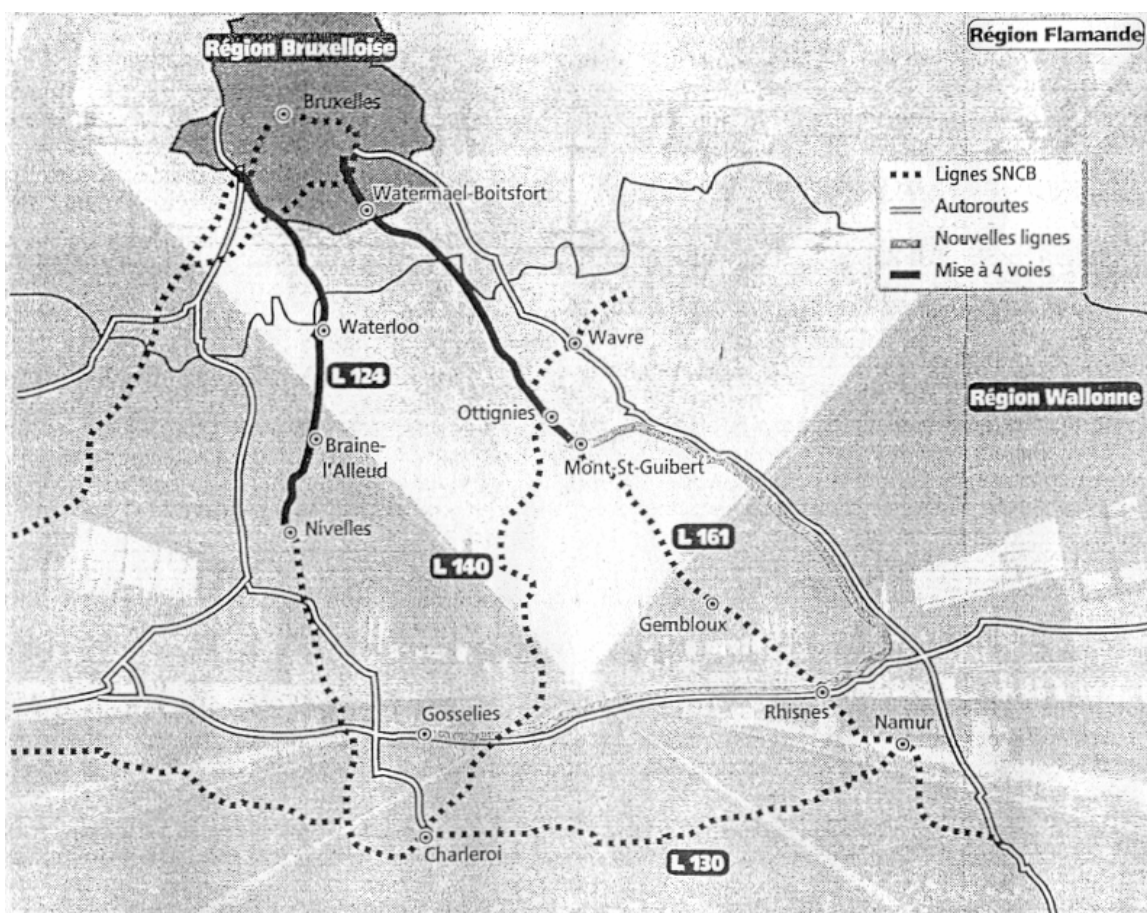 Région Bruxelloise
Région Flamande
Bruxelles
Lignes SNCB
Autoroutes
Nouvelles lignes
Mise à 4 voies
Watermael-Boitsfort
Waterloo
Wavre
L 124
Région Wallonne
Ottignies
Braine-
l'Alleud
Mont-St-Guibert
Nivelles
L 161
L 140
Gembloux
Rhisnes
Gosselies
Namur
Charleroi
L 130